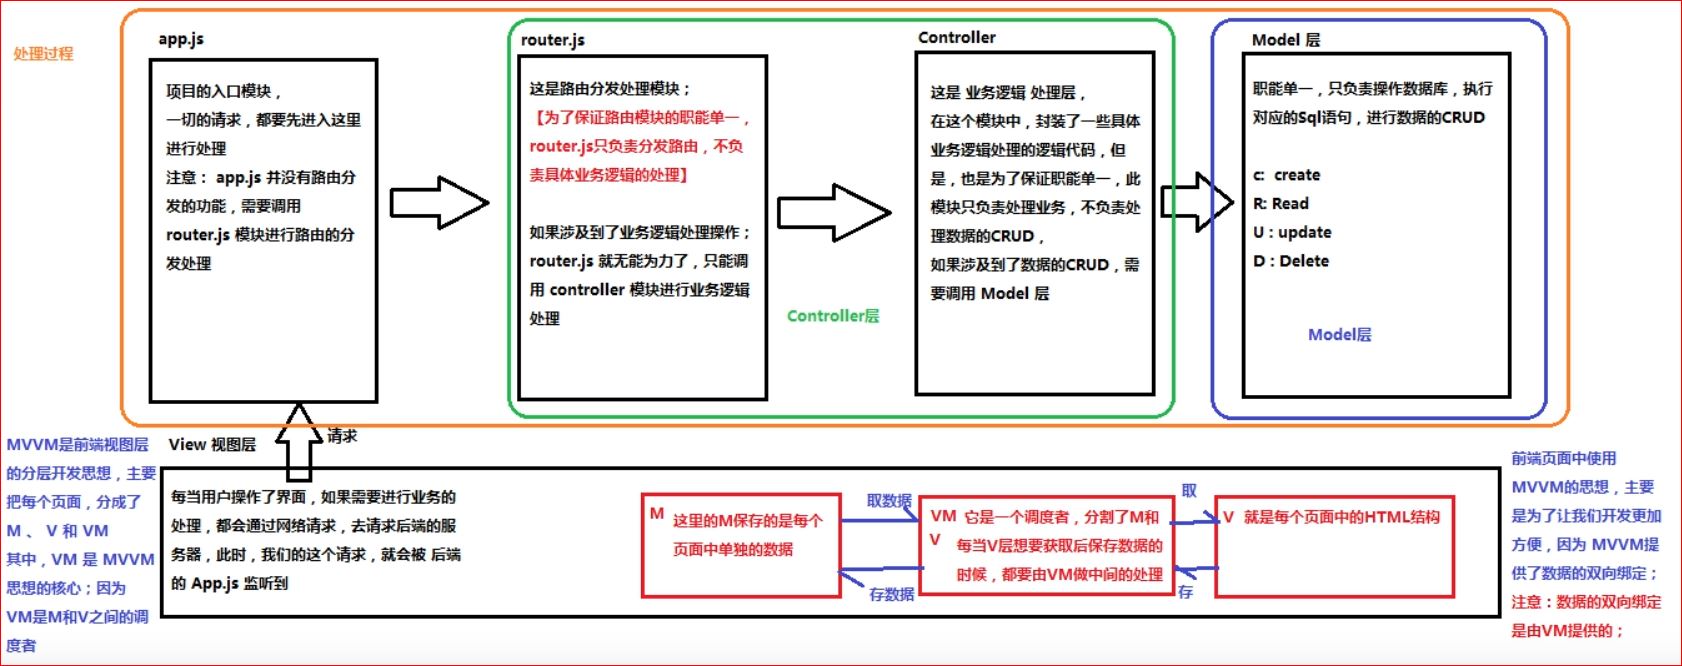 处理过程
app.js
项目的入口模块，
一切的请求，都要先进入这里
进行处理
注意： app.js 并没有路由分
发的功能，需要调用
router.js 模块进行路由的分
发处理
router.js
这是路由分发处理模块；
【为了保证路由模块的职能单一，
router.js只负责分发路由，不负
责具体业务逻辑的处理】
如果涉及到了业务逻辑处理操作；
router.js 就无能为力了，只能调
用 controller 模块进行业务逻辑
处理
Controller层
Controller
这是 业务逻辑 处理层，
在这个模块中，封装了一些具体
业务逻辑处理的逻辑代码，但
是，也是为了保证职能单一，此
模块只负责处理业务，不负责处
理数据的CRUD，
如果涉及到了数据的CRUD，需
要调用 Model 层
Model 层
职能单一，只负责操作数据库，执行
对应的Sql语句，进行数据的CRUD
c: create
R: Read
U : update
D : Delete
Model层
请求
MVVM是前端视图层
的分层开发思想，主要
把每个页面，分成了
M 、 V 和 VM
其中，VM 是 MVVM
思想的核心；因为
VM是M和V之间的调
度者
View 视图层
每当用户操作了界面，如果需要进行业务的
处理，都会通过网络请求，去请求后端的服
务器，此时，我们的这个请求，就会被 后端
的 App.js 监听到
M 这里的M保存的是每个
页面中单独的数据
取数据
存数据
VM 它是一个调度者，分割了M和
V 每当V层想要获取后保存数据的
时候，都要由VM做中间的处理
取
存
V 就是每个页面中的HTML结构
前端页面中使用
MVVM的思想，主要
是为了让我们开发更加
方便，因为 MVVM提
供了数据的双向绑定；
注意：数据的双向绑定
是由VM提供的；